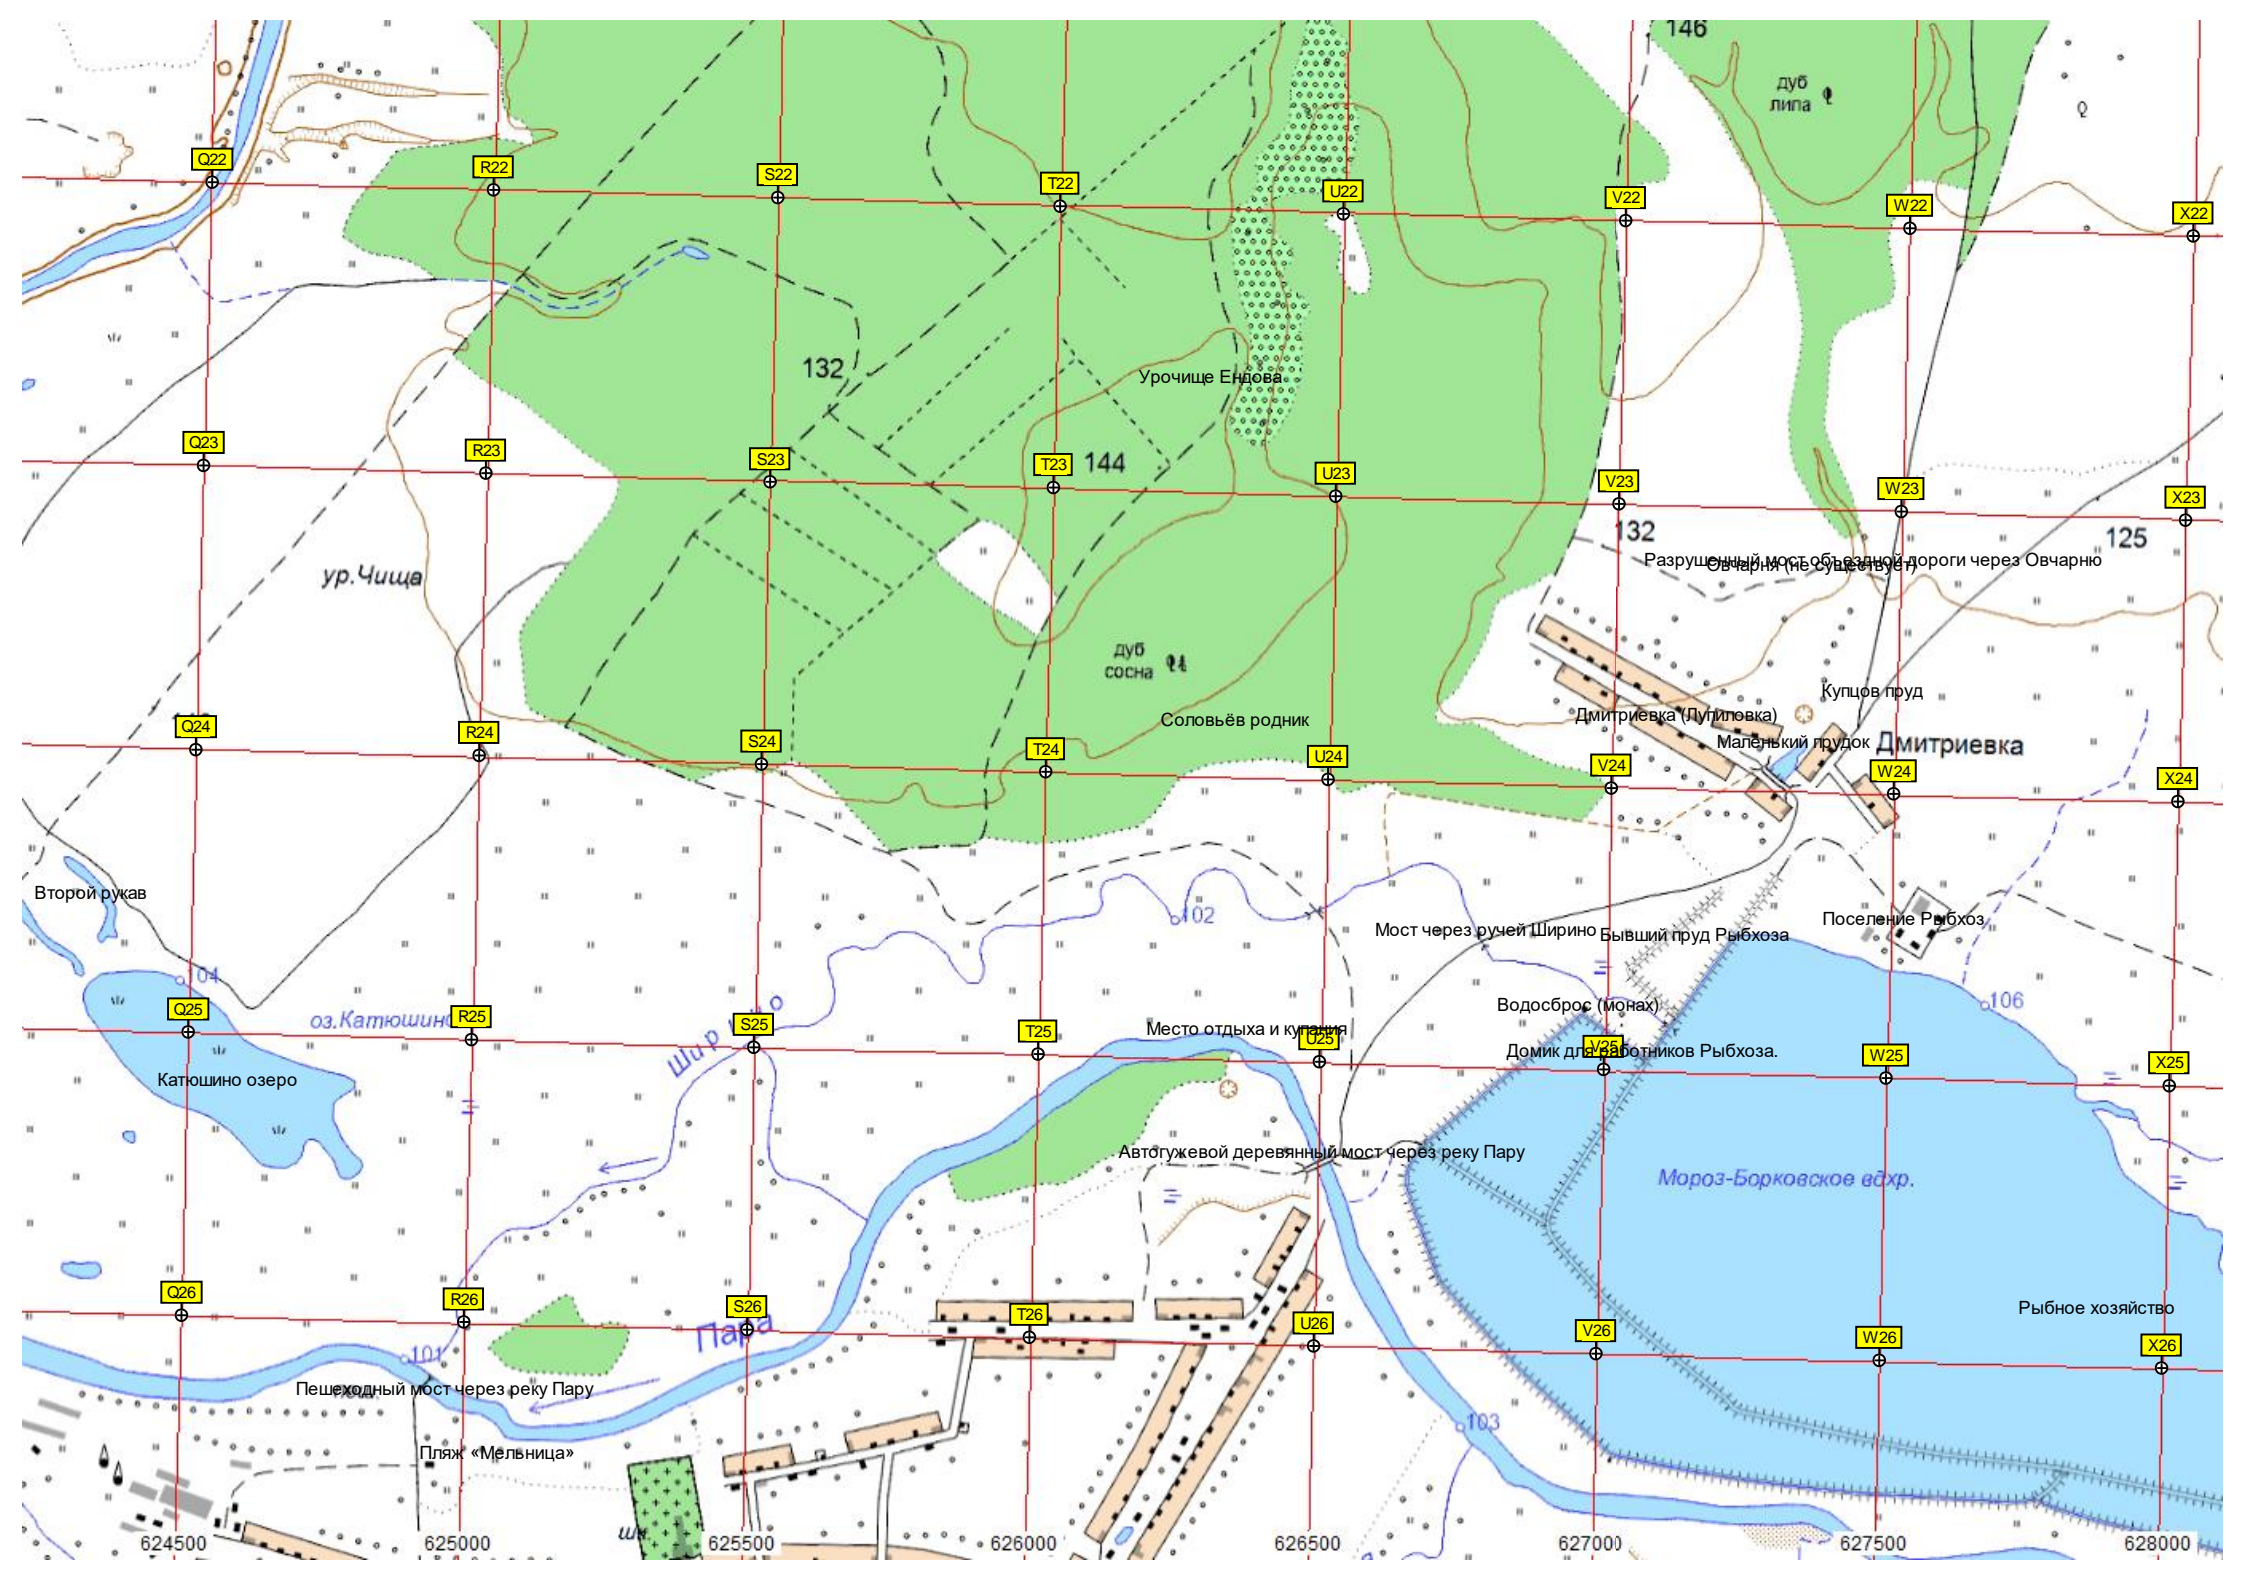 146
дуб
липа
Q22
R22
S22
T22
U22
V22
W22
X22
132
Урочище Ендова
Q23
R23
S23
T23
144
U23
V23
W23
X23
132
125
Разрушенный мост объездной дороги через Овчарню
Овчарня (не существует)
ур.Чища
дуб
сосна
Купцов пруд
Соловьёв родник
Дмитриевка (Лупиловка)
Маленький прудок
Дмитриевка
Q24
R24
S24
T24
U24
V24
W24
X24
Второй рукав
102
Поселение Рыбхоз
Мост через ручей Ширино
Бывший пруд Рыбхоза
104
106
Водосброс (монах)
оз.Катюшино
Q25
R25
S25
T25
Место отдыха и купания
U25
V25
Домик для работников Рыбхоза.
W25
X25
Ширино
Катюшино озеро
Автогужевой деревянный мост через реку Пару
Мороз-Борковское вдхр.
Рыбное хозяйство
Q26
R26
S26
T26
U26
V26
W26
X26
Пара
101
Пешеходный мост через реку Пару
103
Пляж «Мельница»
шк.
624500
625000
625500
626000
626500
627000
627500
628000